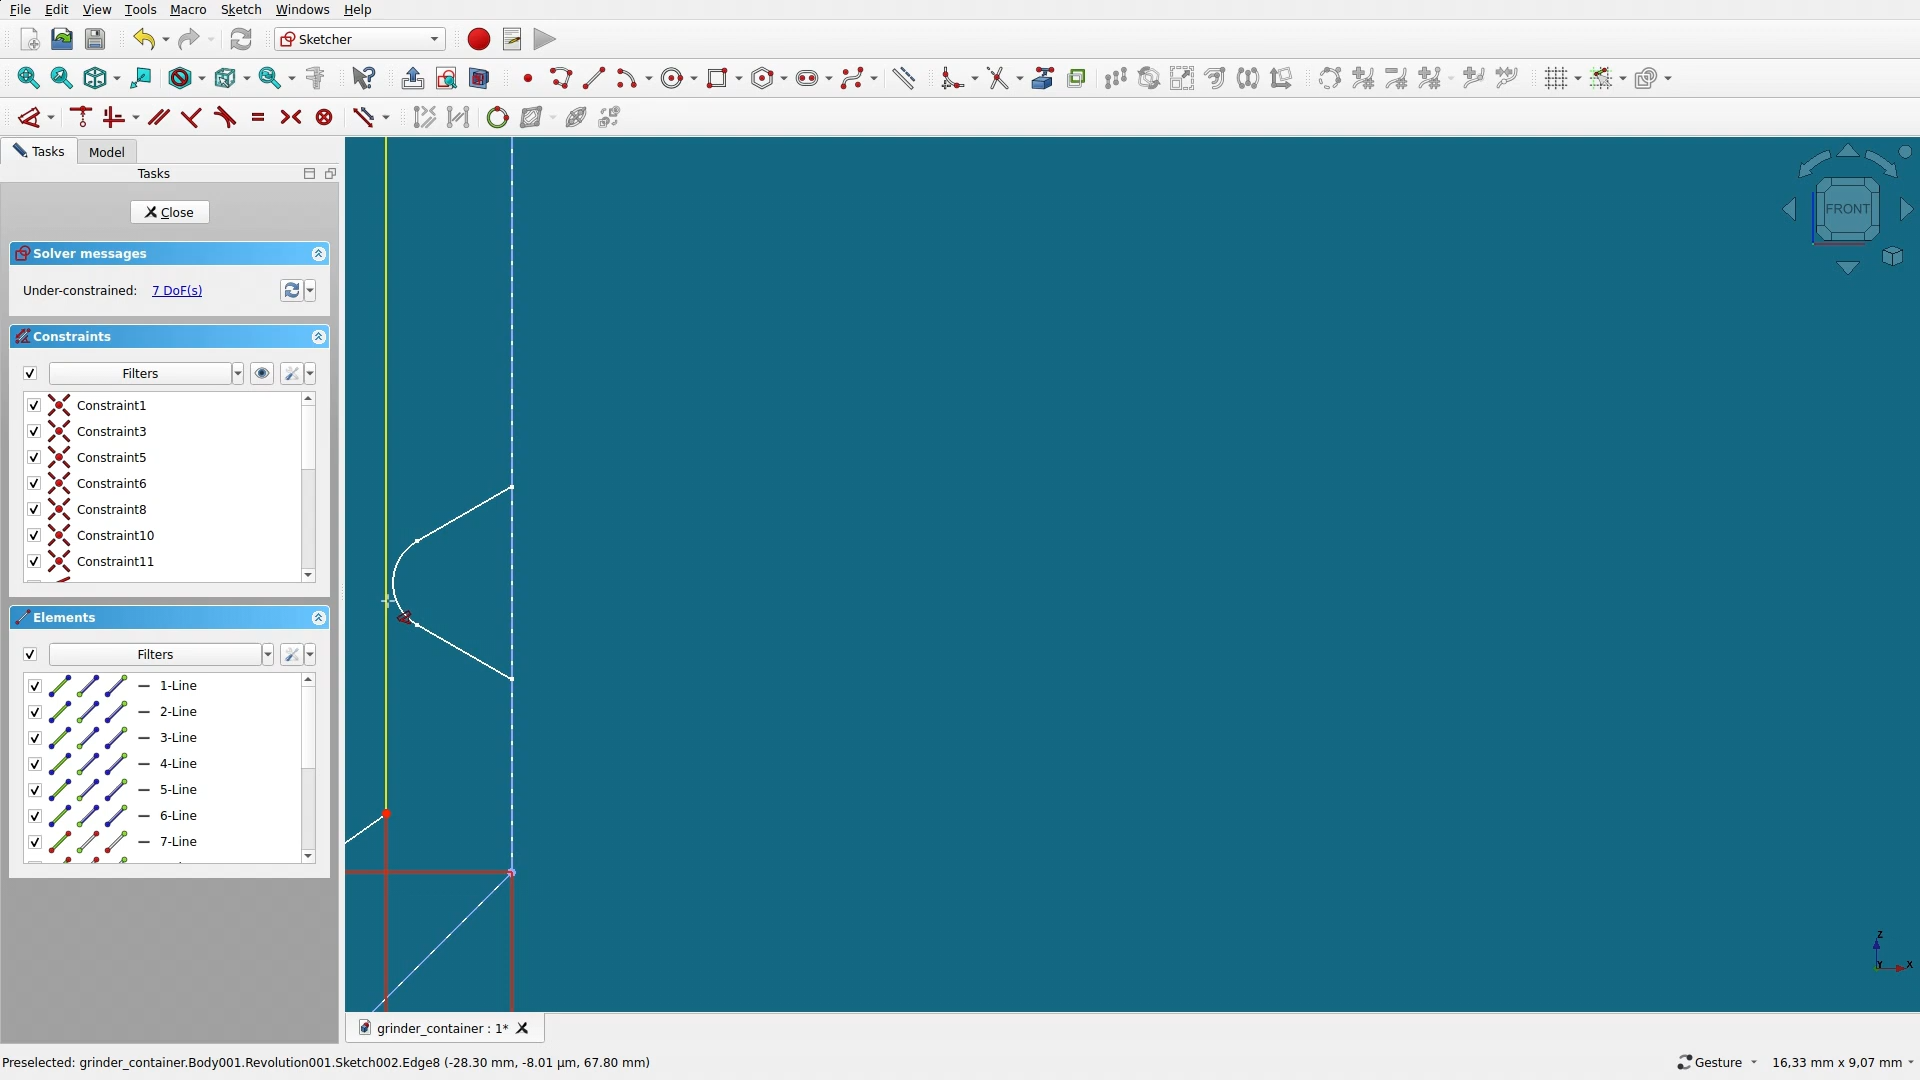 File Edit View Tools Macro Sketch Windows Help
Sketcher
Tasks Model
Tasks
Close
Solver messages
Under-constrained: 7 DoF(s)
Constraints
Filters
Constraint1
Constraint3
Constraint5
Constraint6
Constraint8
Constraint10
Constraint11
Elements
Filters
1-Line
2-Line
3-Line
4-Line
5-Line
6-Line
7-Line
FRONT
Z
Y
X
grinder_container : 1*
Preselected: grinder_container.Body001.Revolution001.Sketch002.Edge8 (-28.30 mm, -8.01 µm, 67.80 mm)
Gesture
16,33 mm x 9,07 mm